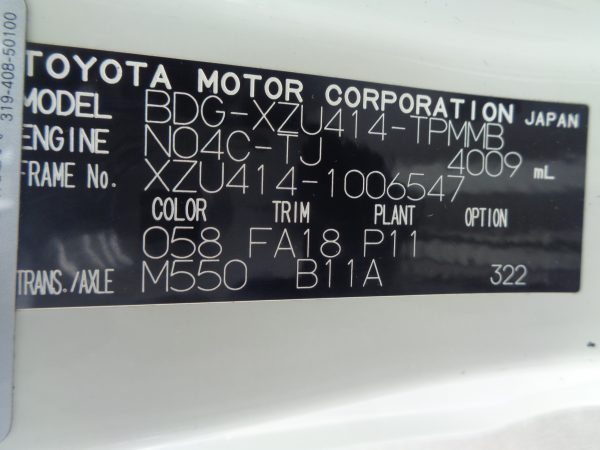 TOYOTA MOTOR CORPORATION JAPAN
MODEL BDG-XZU414-TPMMB
ENGINE N04C-TJ 4009 mL
FRAME No. XZU414-1006547
COLOR TRIM PLANT OPTION
058 FA18 P11
TRANS./AXLE M550 B11A 322
319-408-50100